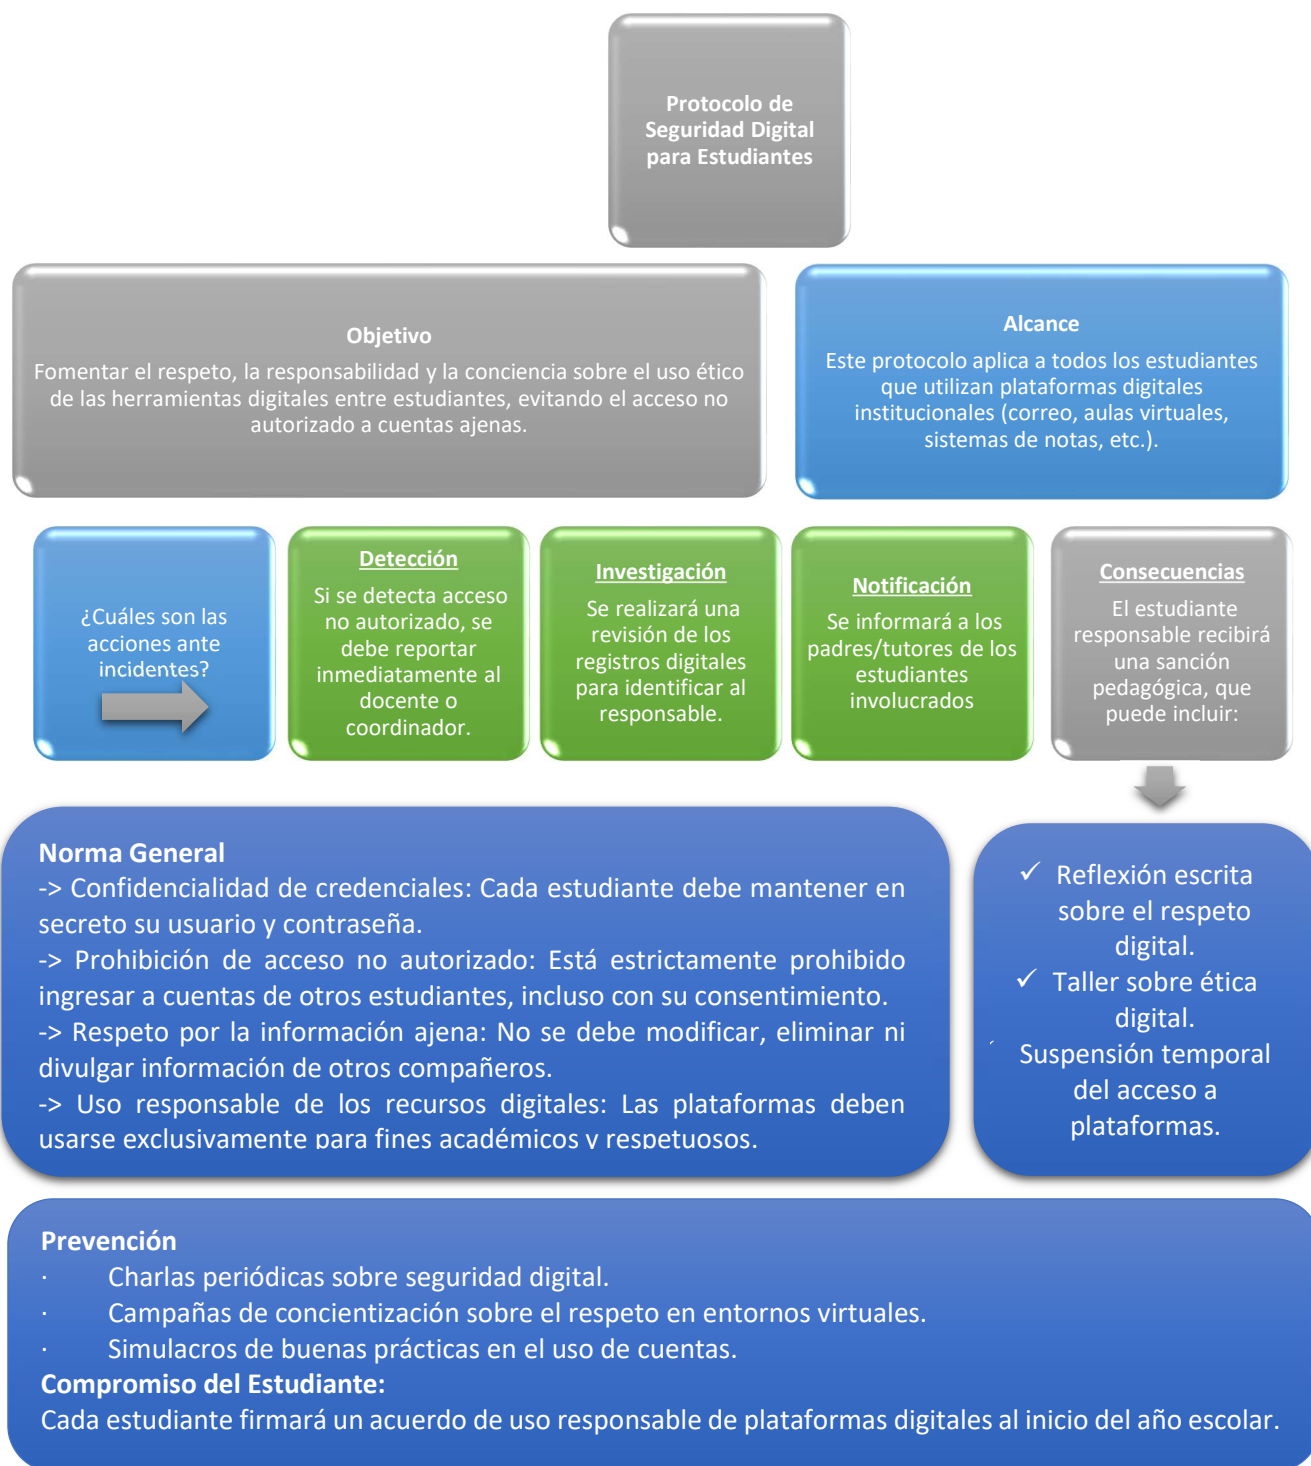 Protocolo de
Seguridad Digital
para Estudiantes
Objetivo
Fomentar el respeto, la responsabilidad y la conciencia sobre el uso ético
de las herramientas digitales entre estudiantes, evitando el acceso no
autorizado a cuentas ajenas.
Alcance
Este protocolo aplica a todos los estudiantes
que utilizan plataformas digitales
institucionales (correo, aulas virtuales,
sistemas de notas, etc.).
¿Cuáles son las
acciones ante
incidentes?
Detección
Si se detecta acceso
no autorizado, se
debe reportar
inmediatamente al
docente o
coordinador.
Investigación
Se realizará una
revisión de los
registros digitales
para identificar al
responsable.
Notificación
Se informará a los
padres/tutores de los
estudiantes
involucrados
Consecuencias
El estudiante
responsable recibirá
una sanción
pedagógica, que
puede incluir:
Norma General
-> Confidencialidad de credenciales: Cada estudiante debe mantener en
secreto su usuario y contraseña.
-> Prohibición de acceso no autorizado: Está estrictamente prohibido
ingresar a cuentas de otros estudiantes, incluso con su consentimiento.
-> Respeto por la información ajena: No se debe modificar, eliminar ni
divulgar información de otros compañeros.
-> Uso responsable de los recursos digitales: Las plataformas deben
usarse exclusivamente para fines académicos y respetuosos.
✓ Reflexión escrita
sobre el respeto
digital.
✓ Taller sobre ética
digital.
Suspensión temporal
del acceso a
plataformas.
Prevención
· Charlas periódicas sobre seguridad digital.
· Campañas de concientización sobre el respeto en entornos virtuales.
· Simulacros de buenas prácticas en el uso de cuentas.
Compromiso del Estudiante:
Cada estudiante firmará un acuerdo de uso responsable de plataformas digitales al inicio del año escolar.